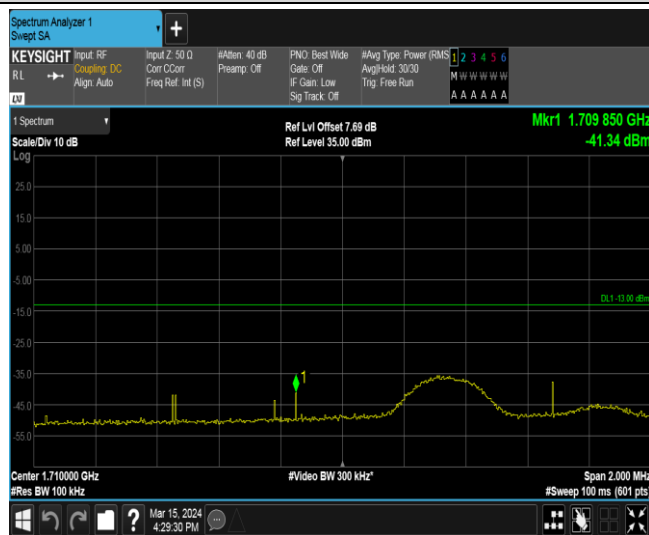 Spectrum Analyzer 1
Swept SA
KEYSIGHT
RL
LXI
Input: RF
Coupling: DC
Align: Auto
Input Z: 50 Ω
Corr CCorr
Freq Ref: Int (S)
#Atten: 40 dB
Preamp: Off
PNO: Best Wide
Gate: Off
IF Gain: Low
Sig Track: Off
#Avg Type: Power (RMS
Avg|Hold: 30/30
Trig: Free Run
1 2 3 4 5 6
M W W W W W
A A A A A A
1 Spectrum
Scale/Div 10 dB
Log
Ref Lvl Offset 7.69 dB
Ref Level 35.00 dBm
Mkr1 1.709 850 GHz
-41.34 dBm
25.0
15.0
5.00
-5.00
DL1 -13.00 dBm
-15.0
-25.0
-35.0
1
-45.0
-55.0
Center 1.710000 GHz
#Video BW 300 kHz*
Span 2.000 MHz
#Res BW 100 kHz
#Sweep 100 ms (601 pts)
?
Mar 15, 2024
4:29:30 PM